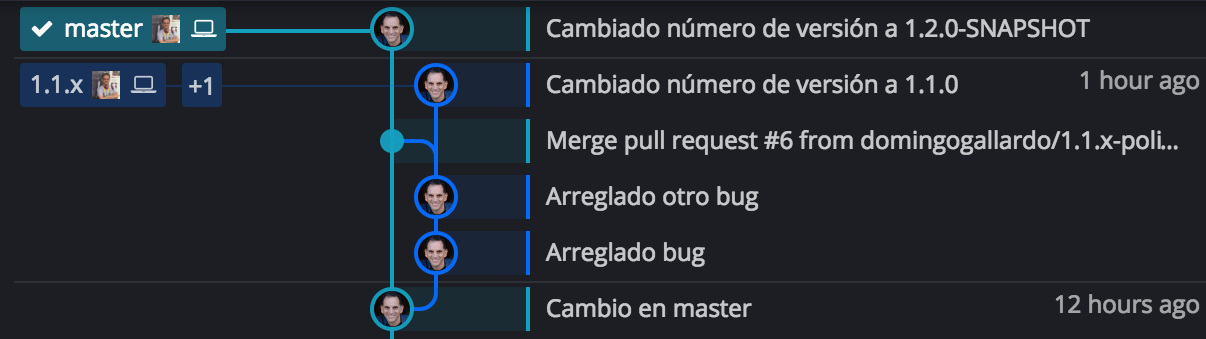 master Cambiado número de versión a 1.2.0-SNAPSHOT
1.1.x +1 Cambiado número de versión a 1.1.0 1 hour ago
Merge pull request #6 from domingogallardo/1.1.x-poli...
Arreglado otro bug
Arreglado bug
Cambio en master 12 hours ago